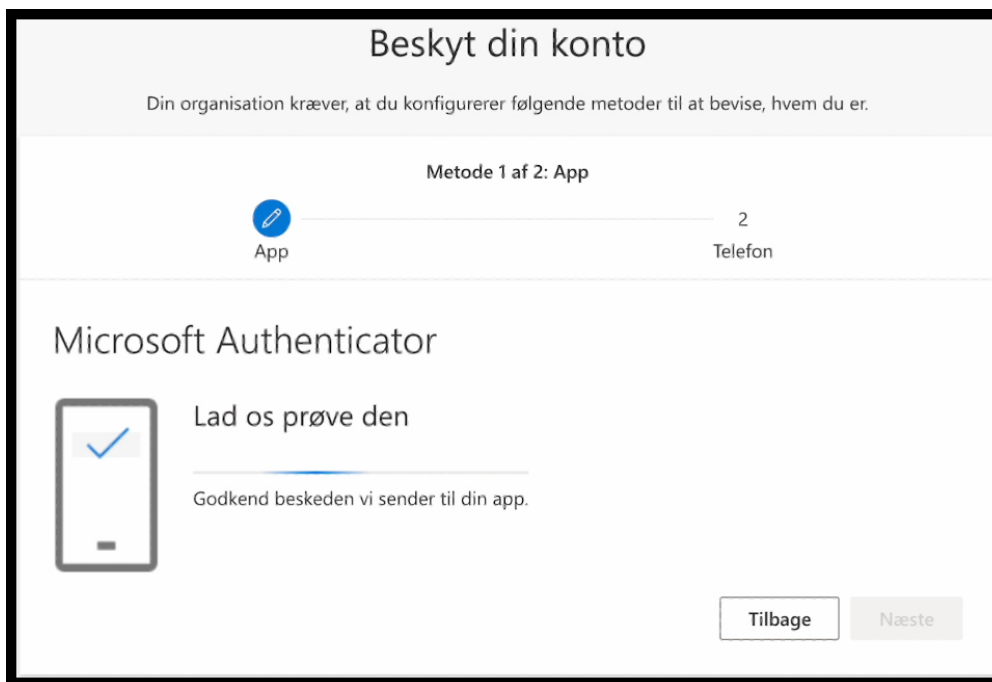 Beskyt din konto
Din organisation kræver, at du konfigurerer følgende metoder til at bevise, hvem du er.
Metode 1 af 2: App
2
App
Telefon
Microsoft Authenticator
Lad os prøve den
Godkend beskeden vi sender til din app.
Tilbage
Næste